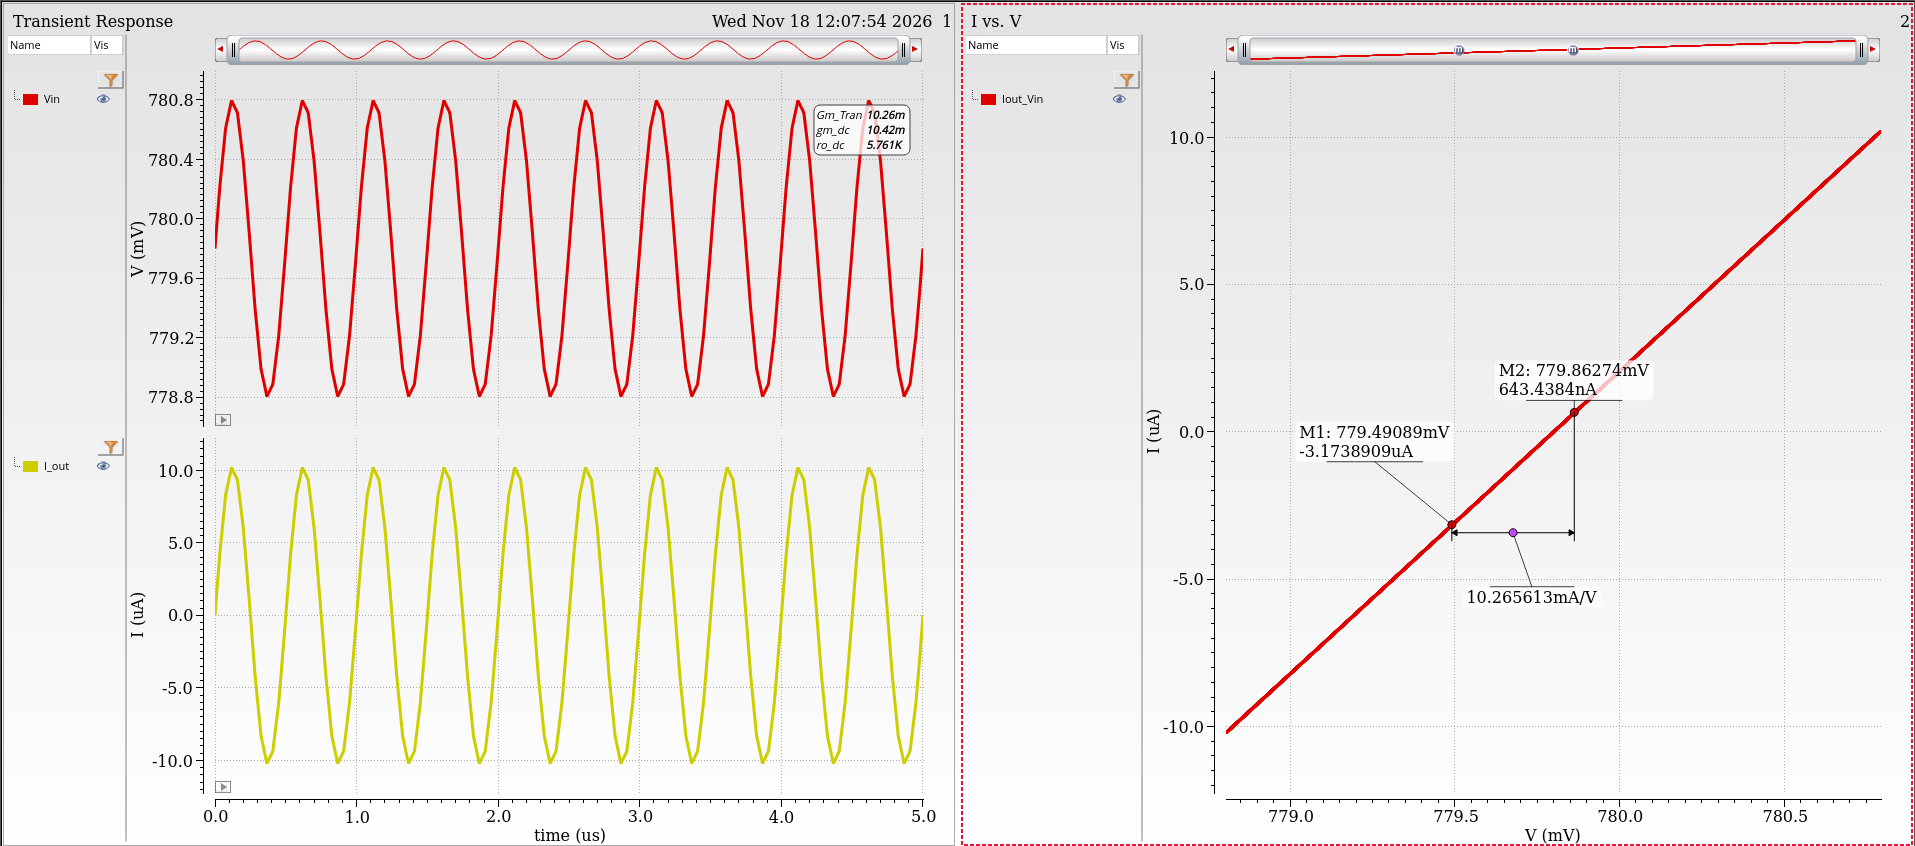 Transient Response
Wed Nov 18 12:07:54 2026 1
Name Vis
Vin
780.8
780.4
780.0
779.6
779.2
778.8
V (mV)
Gm_Tran 10.26m
gm_dc 10.42m
ro_dc 5.761K
I_out
10.0
5.0
0.0
-5.0
-10.0
I (uA)
0.0 1.0 2.0 3.0 4.0 5.0
time (us)
I vs. V
2
Name Vis
Iout_Vin
10.0
5.0
0.0
-5.0
-10.0
I (uA)
M2: 779.86274mV
643.4384nA
M1: 779.49089mV
-3.1738909uA
10.265613mA/V
779.0 779.5 780.0 780.5
V (mV)